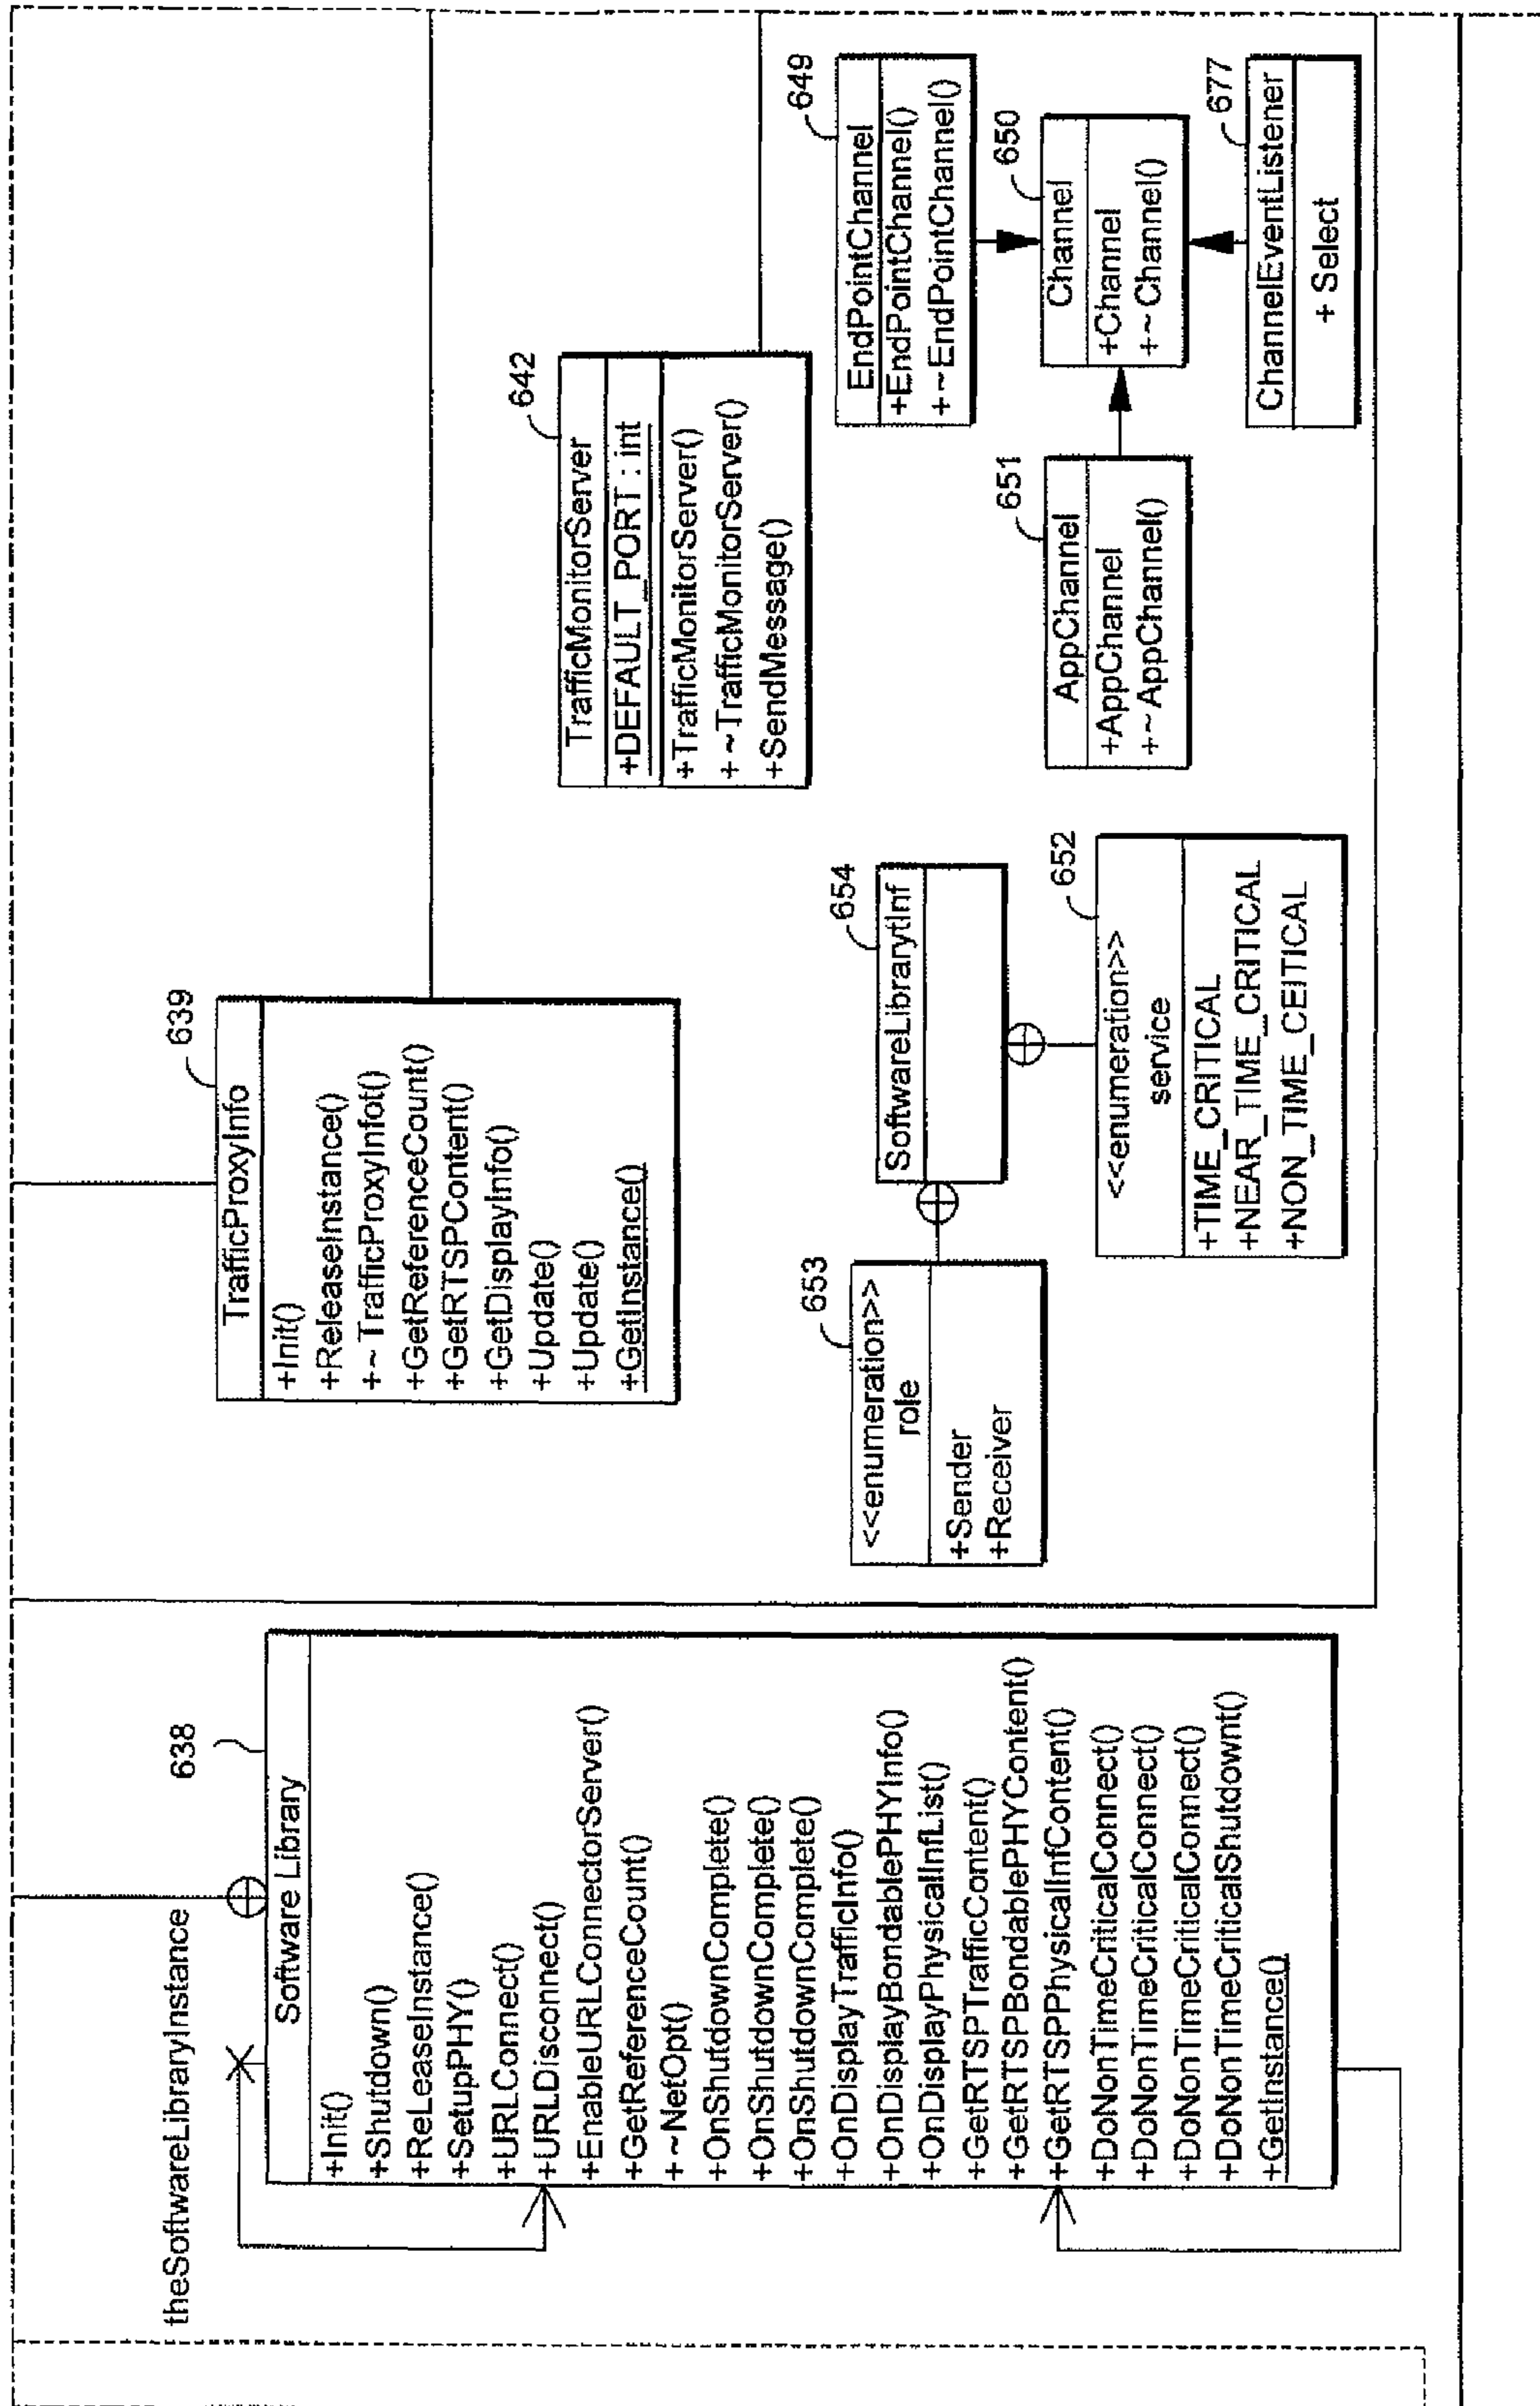 theSoftwareLibraryInstance
638
Software Library
+Init()
+Shutdown()
+ReLeaseInstance()
+SetupPHY()
+URLConnect()
+URLDisconnect()
+EnableURLConnectorServer()
+GetReferenceCount()
+~NetOpt()
+OnShutdownComplete()
+OnShutdownComplete()
+OnShutdownComplete()
+OnDisplayTrafficInfo()
+OnDisplayBondablePHYInfo()
+OnDisplayPhysicalInfList()
+GetRTSPTrafficContent()
+GetRTSPBondablePHYContent()
+GetRTSPPhysicalInfContent()
+DoNonTimeCriticalConnect()
+DoNonTimeCriticalConnect()
+DoNonTimeCriticalConnect()
+DoNonTimeCriticalShutdownt()
+GetInstance()
639
TrafficProxyInfo
+Init()
+ReleaseInstance()
+~TrafficProxyInfot()
+GetReferenceCount()
+GetRTSPContent()
+GetDisplayInfo()
+Update()
+Update()
+GetInstance()
642
TrafficMonitorServer
+DEFAULT_PORT : int
+TrafficMonitorServer()
+~TrafficMonitorServer()
+SendMessage()
653
<<enumeration>>
role
+Sender
+Receiver
654
SoftwareLibrarytInf
652
<<enumeration>>
service
+TIME_CRITICAL
+NEAR_TIME_CRITICAL
+NON_TIME_CEITICAL
649
EndPointChannel
+EndPointChannel()
+~EndPointChannel()
651
AppChannel
+AppChannel
+~AppChannel()
650
Channel
+Channel
+~Channel()
677
ChannelEventListener
+ Select